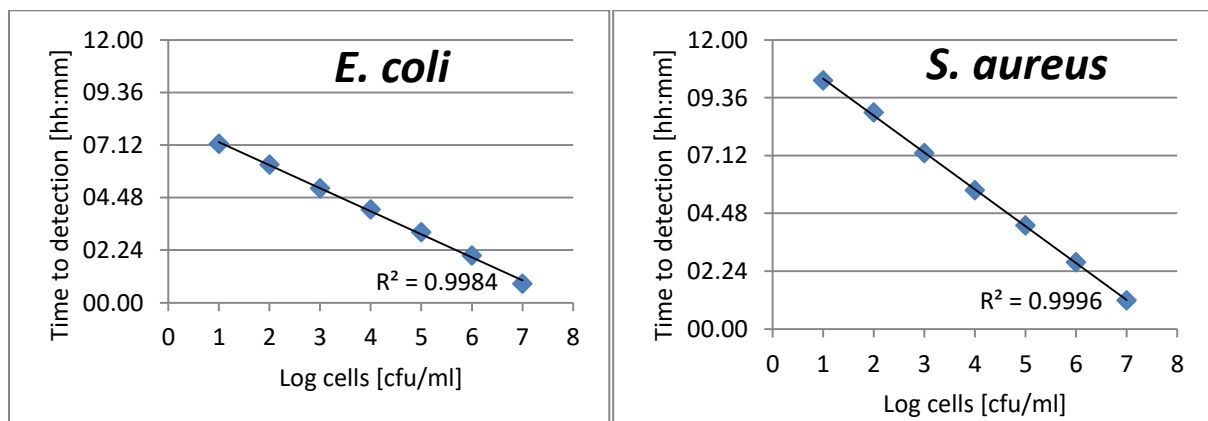 E. coli
Time to detection [hh:mm]
12.00
09.36
07.12
04.48
02.24
00.00
R² = 0.9984
0 1 2 3 4 5 6 7 8
Log cells [cfu/ml]
S. aureus
Time to detection [hh:mm]
12.00
09.36
07.12
04.48
02.24
00.00
R² = 0.9996
0 1 2 3 4 5 6 7 8
Log cells [cfu/ml]